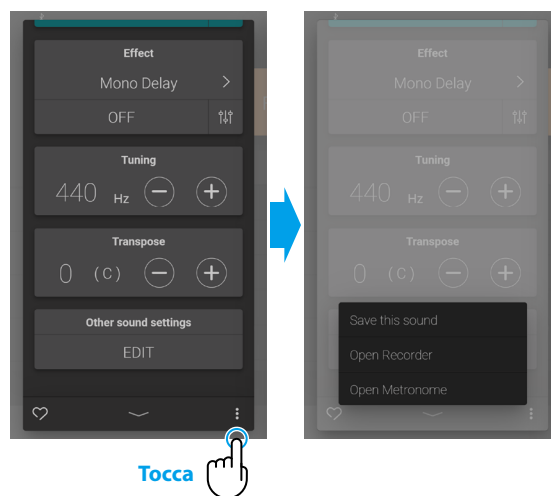 Effect
Mono Delay
OFF
Tuning
440 Hz
Transpose
0 (C)
Other sound settings
EDIT
Tocca
Effect
Mono Delay
OFF
Tuning
440 Hz
Transpose
0 (C)
Save this sound
Open Recorder
Open Metronome